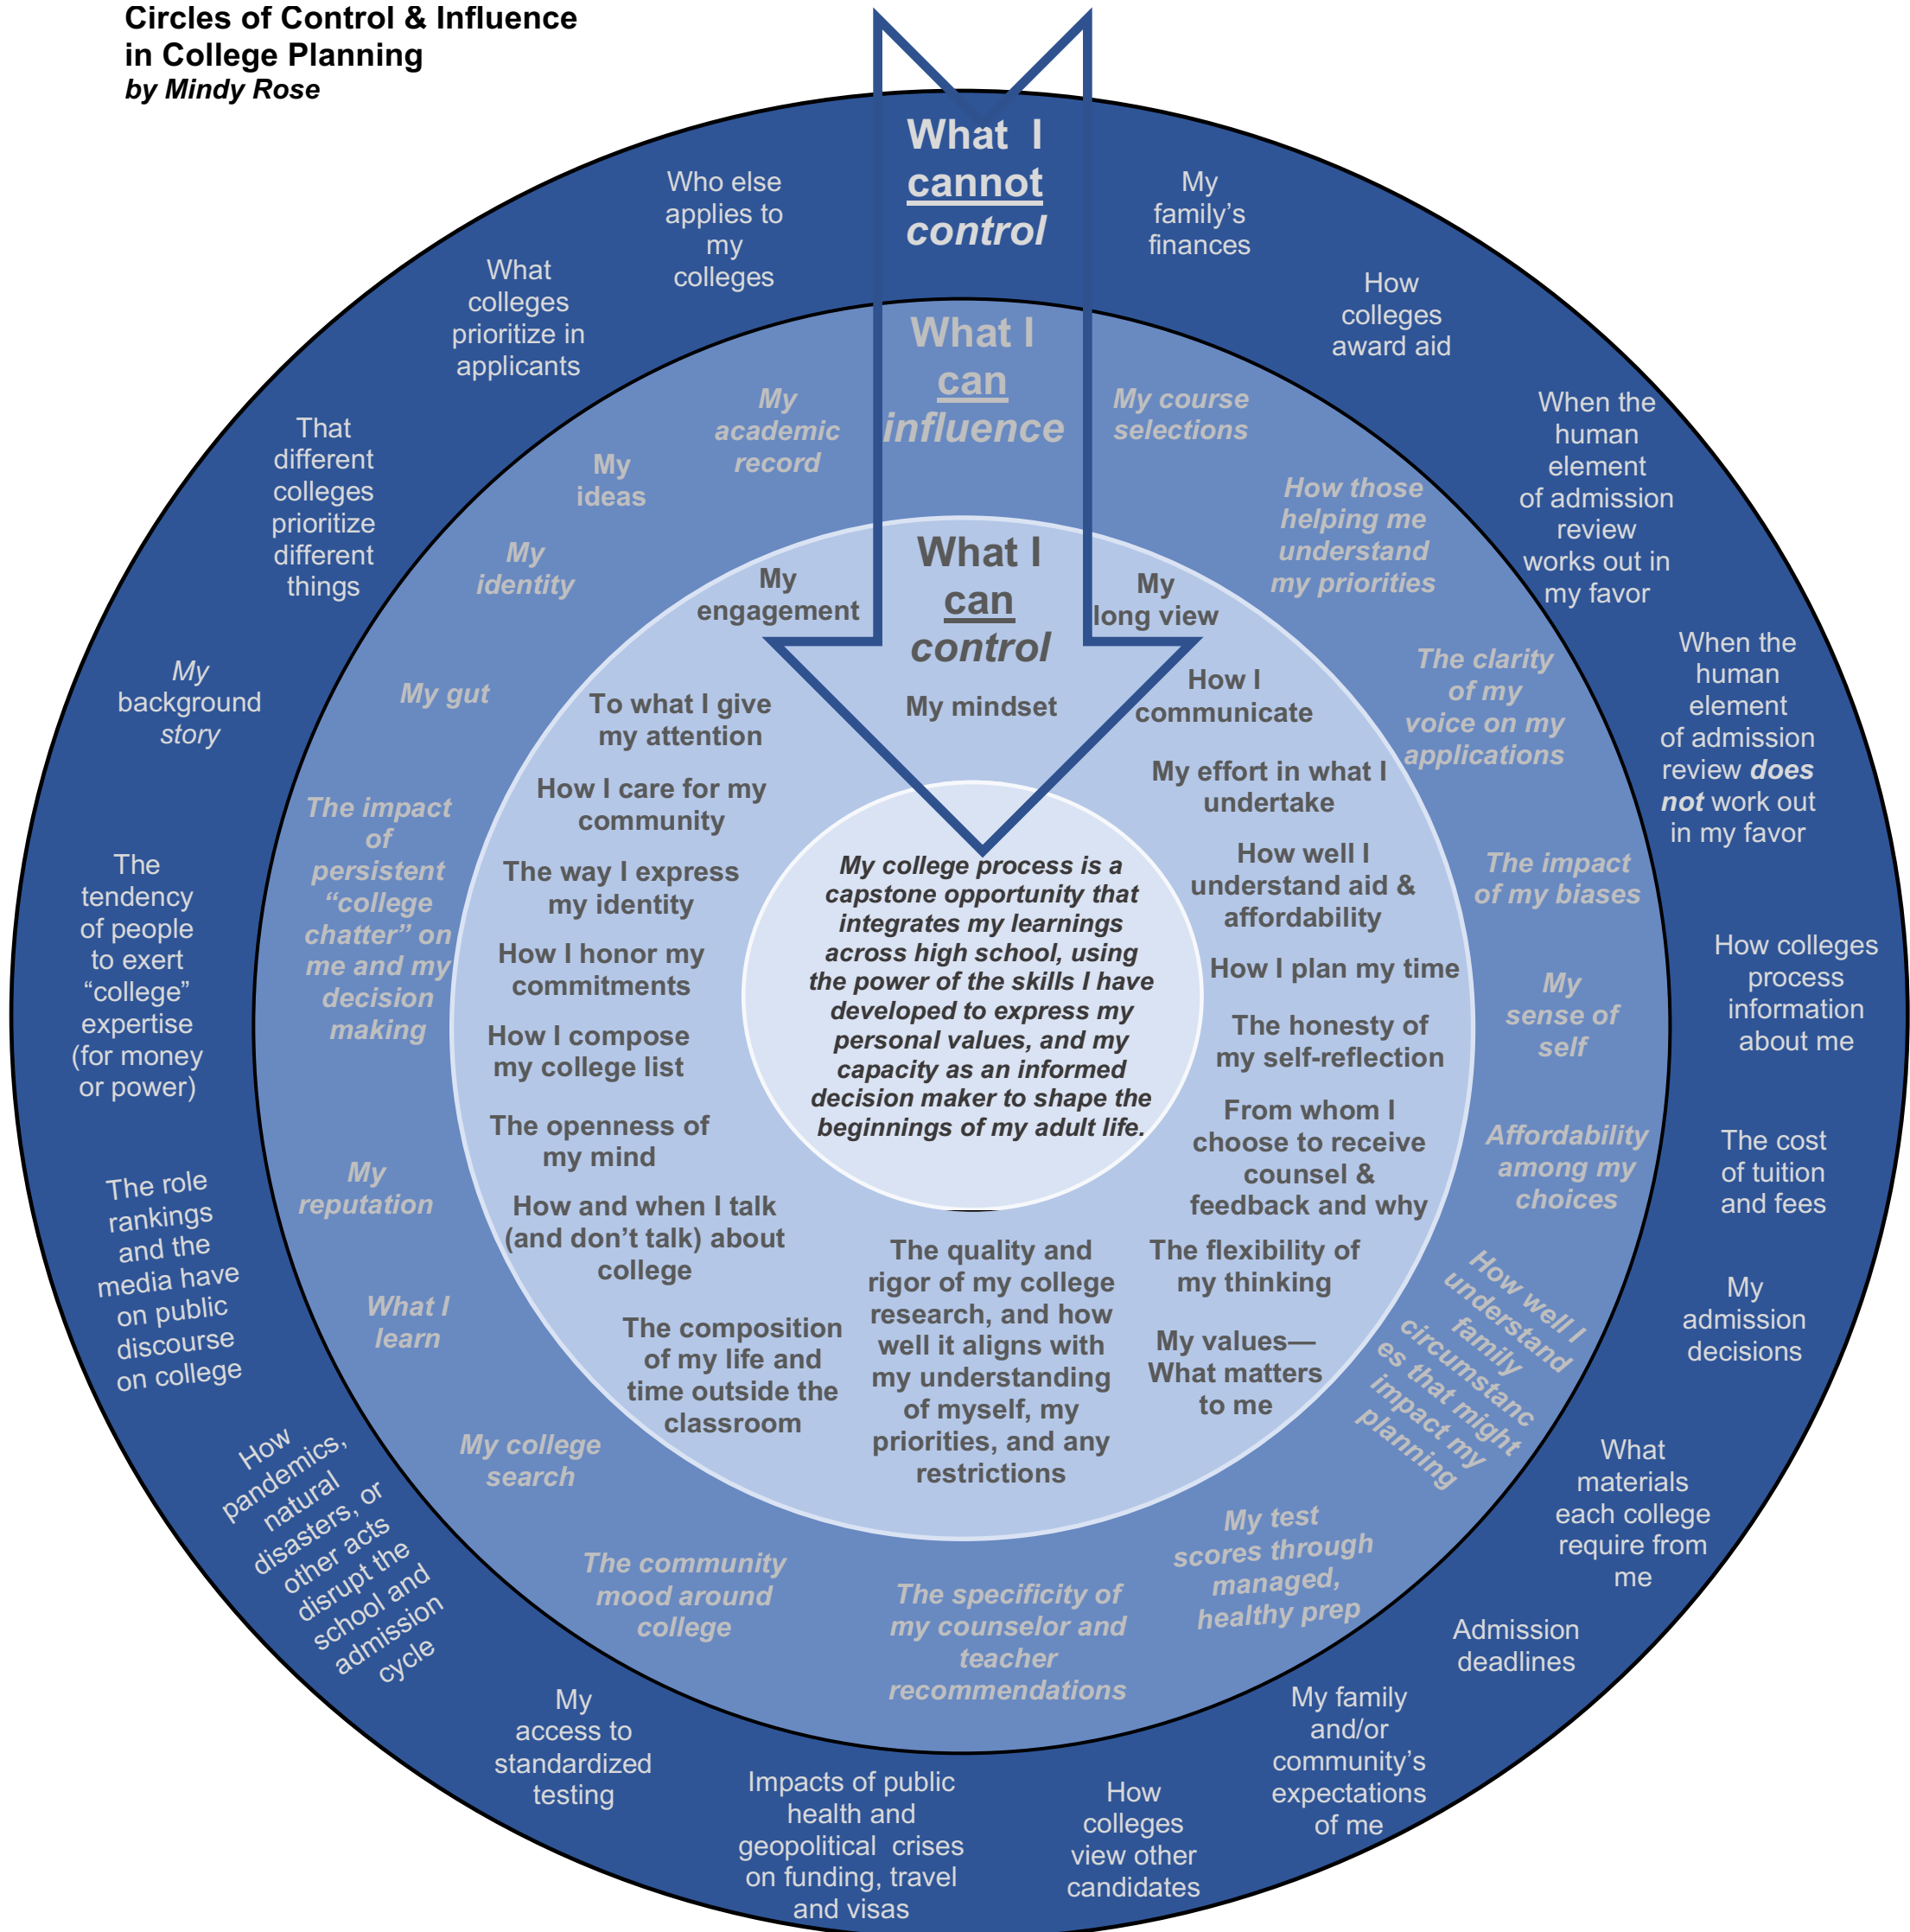 Circles of Control & Influence
in College Planning
by Mindy Rose
What I
cannot
control
My
family’s
finances
How
colleges
award aid
When the
human
element
of admission
review
works out in
my favor
When the
human
element
of admission
review does
not work out
in my favor
How colleges
process
information
about me
The cost
of tuition
and fees
My
admission
decisions
What
materials
each college
require from
me
Admission
deadlines
My family
and/or
community’s
expectations
of me
How
colleges
view other
candidates
Impacts of public
health and
geopolitical crises
on funding, travel
and visas
My
access to
standardized
testing
How
pandemics,
natural
disasters, or
other acts
disrupt the
school and
admission
cycle
The role
rankings
and the
media have
on public
discourse
on college
The
tendency
of people
to exert
“college”
expertise
(for money
or power)
My
background
story
That
different
colleges
prioritize
different
things
What
colleges
prioritize in
applicants
Who else
applies to
my
colleges
What I
can
influence
My course
selections
How those
helping me
understand
my priorities
The clarity
of my
voice on my
applications
The impact
of my biases
My
sense of
self
Affordability
among my
choices
How well I
understand
family
circumstanc
es that might
impact my
planning
My test
scores through
managed,
healthy prep
The specificity of
my counselor and
teacher
recommendations
The community
mood around
college
My college
search
What I
learn
My
reputation
The impact
of
persistent
“college
chatter” on
me and my
decision
making
My gut
My
identity
My
ideas
My
academic
record
What I
can
control
My mindset
My
long view
How I
communicate
My effort in what I
undertake
How well I
understand aid &
affordability
How I plan my time
The honesty of
my self-reflection
From whom I
choose to receive
counsel &
feedback and why
The flexibility of
my thinking
My values—
What matters
to me
The quality and
rigor of my college
research, and how
well it aligns with
my understanding
of myself, my
priorities, and any
restrictions
The composition
of my life and
time outside the
classroom
How and when I talk
(and don’t talk) about
college
The openness of
my mind
How I compose
my college list
How I honor my
commitments
The way I express
my identity
How I care for my
community
To what I give
my attention
My
engagement
My college process is a
capstone opportunity that
integrates my learnings
across high school, using
the power of the skills I have
developed to express my
personal values, and my
capacity as an informed
decision maker to shape the
beginnings of my adult life.